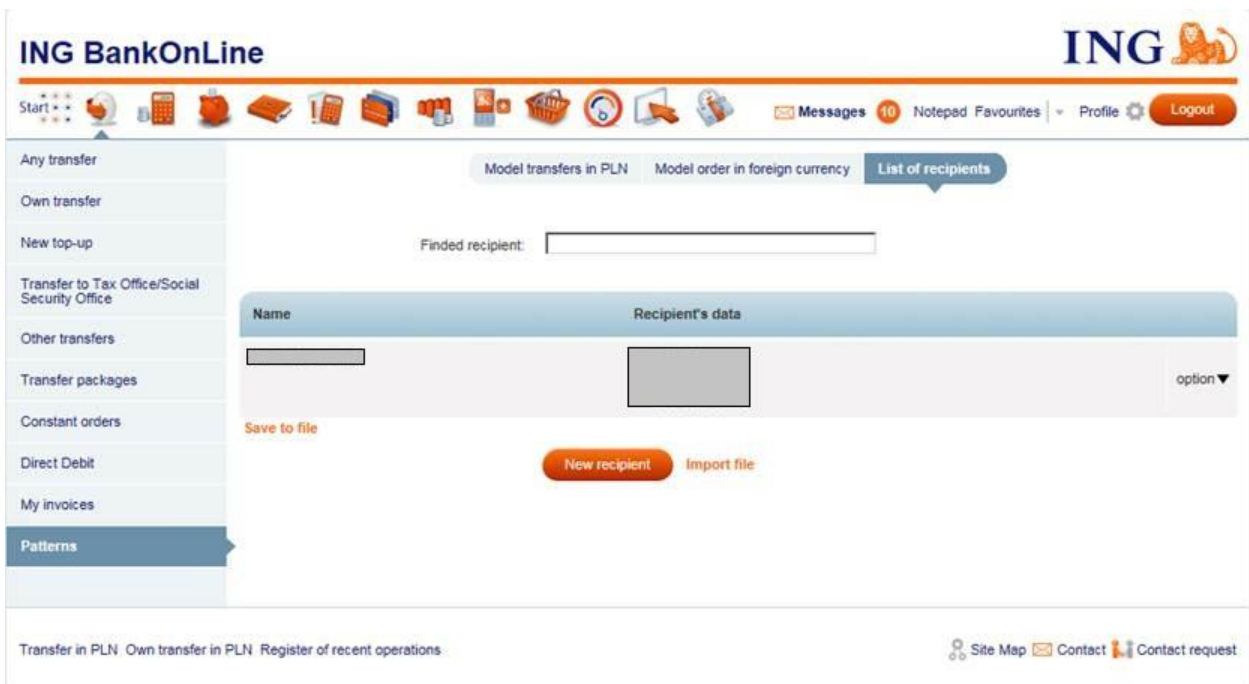 ING BankOnLine
ING
Start
Messages 10 Notepad Favourites Profile Logout
Any transfer
Own transfer
New top-up
Transfer to Tax Office/Social
Security Office
Other transfers
Transfer packages
Constant orders
Direct Debit
My invoices
Patterns
Model transfers in PLN Model order in foreign currency List of recipients
Finded recipient:
Name Recipient's data
option▼
Save to file
New recipient Import file
Transfer in PLN Own transfer in PLN Register of recent operations
Site Map Contact Contact request